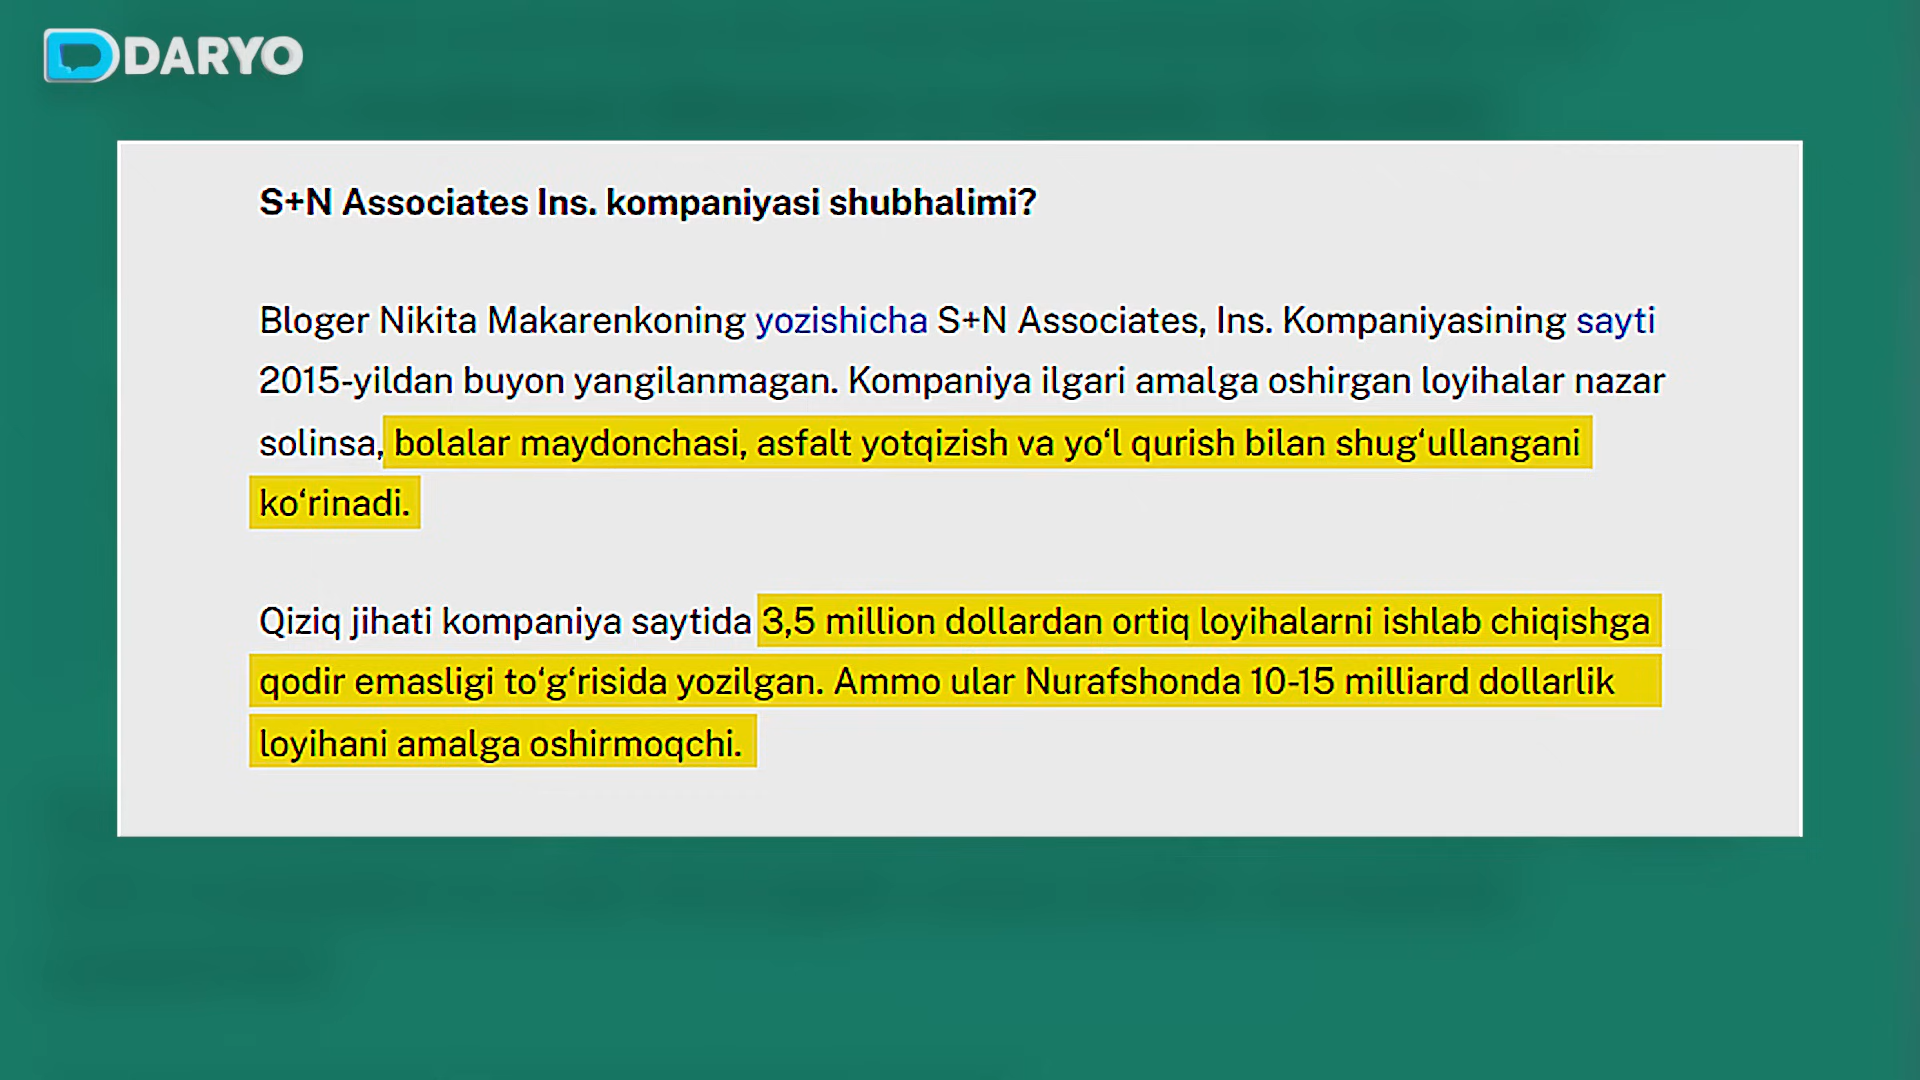 DARYO
S+N Associates Ins. kompaniyasi shubhalimi?
Bloger Nikita Makarenkoning yozishicha S+N Associates, Ins. Kompaniyasining sayti
2015-yildan buyon yangilanmagan. Kompaniya ilgari amalga oshirgan loyihalar nazar
solinsa, bolalar maydonchasi, asfalt yotqizish va yo‘l qurish bilan shug‘ullangani
ko‘rinadi.
Qiziq jihati kompaniya saytida 3,5 million dollardan ortiq loyihalarni ishlab chiqishga
qodir emasligi to‘g‘risida yozilgan. Ammo ular Nurafshonda 10-15 milliard dollarlik
loyihani amalga oshirmoqchi.